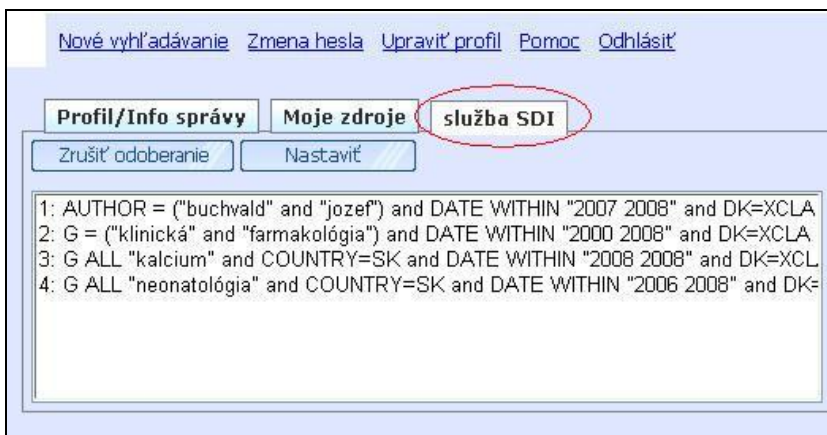 Nové vyhľadávanie Zmena hesla Upraviť profil Pomoc Odhlásiť
Profil/Info správy Moje zdroje služba SDI
Zrušiť odoberanie Nastaviť
1: AUTHOR = ("buchvald" and "jozef") and DATE WITHIN "2007 2008" and DK=XCLA
2: G = ("klinická" and "farmakológia") and DATE WITHIN "2000 2008" and DK=XCLA
3: G ALL "kalcium" and COUNTRY=SK and DATE WITHIN "2008 2008" and DK=XCL
4: G ALL "neonatológia" and COUNTRY=SK and DATE WITHIN "2006 2008" and DK=